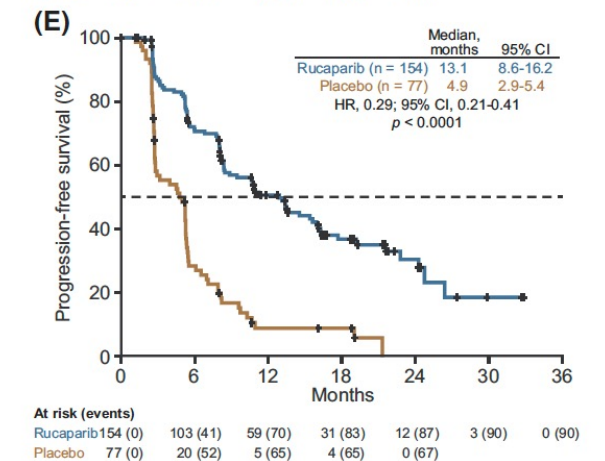 (E)
Progression-free survival (%)
100
80
60
40
20
0
Median, months 95% CI
Rucaparib (n = 154) 13.1 8.6-16.2
Placebo (n = 77) 4.9 2.9-5.4
HR, 0.29; 95% CI, 0.21-0.41
p < 0.0001
0 6 12 18 24 30 36
Months
At risk (events)
Rucaparib 154 (0) 103 (41) 59 (70) 31 (83) 12 (87) 3 (90) 0 (90)
Placebo 77 (0) 20 (52) 5 (65) 4 (65) 0 (67)